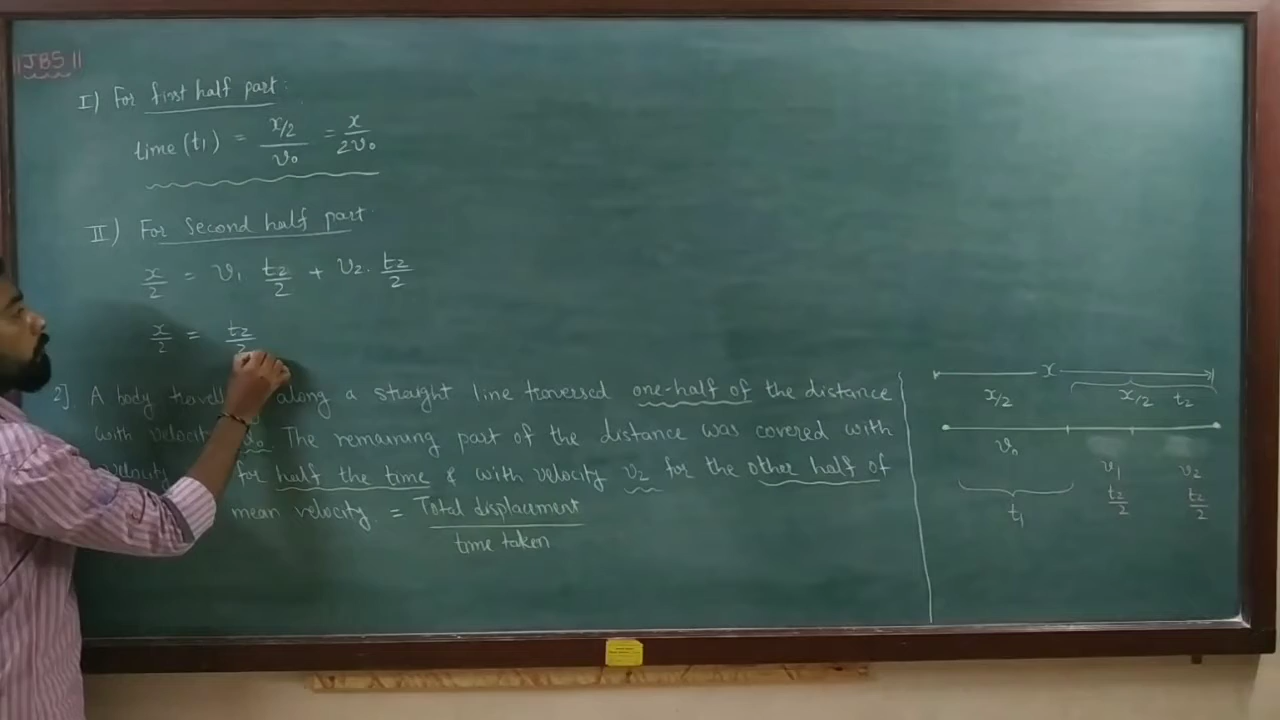 ||JBS||
I) For first half part:
time (t₁) = x/2 / v₀ = x / 2v₀
II) For Second half part
x/2 = v₁ t₂/2 + v₂ . t₂/2
x/2 = t₂/2
2]. A body travell along a straight line traversed one-half of the distance
with velocit v₀. The remaining part of the distance was covered with
velocity for half the time & with velocity v₂ for the other half of
mean velocity. = Total displacement / time taken
x
x/2 x/2 t₂
v₀
v₁ v₂
t₂/2 t₂/2
t₁